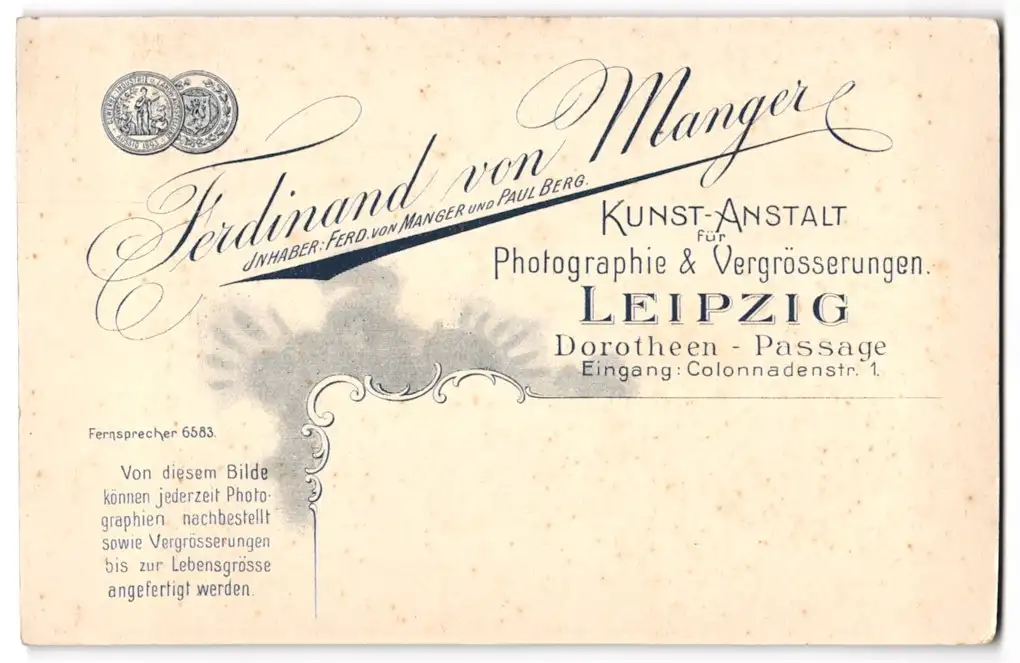 Ferdinand von Manger
JNHABER: FERD. VON MANGER UND PAUL BERG.
KUNST-ANSTALT
für
Photographie & Vergrösserungen.
LEIPZIG
Dorotheen - Passage
Eingang: Colonnadenstr. 1.
Fernsprecher 6583.
Von diesem Bilde
können jederzeit Photo-
graphien nachbestellt
sowie Vergrösserungen
bis zur Lebensgrösse
angefertigt werden.